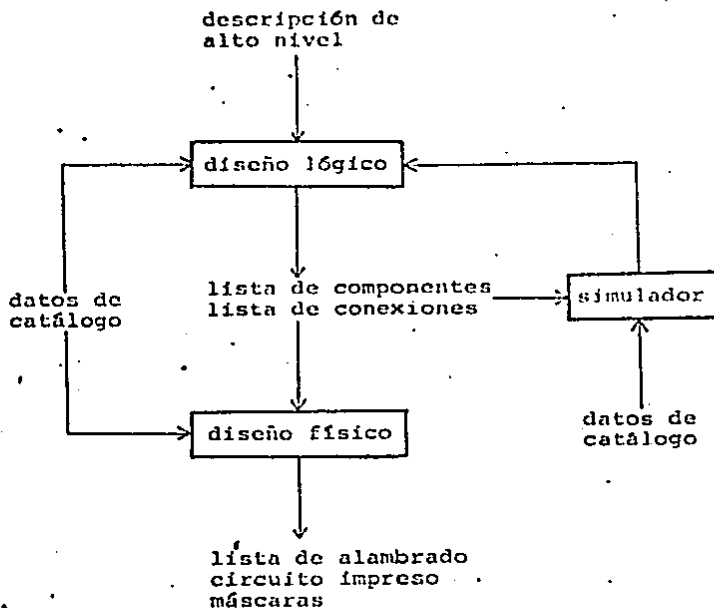 descripción de
alto nivel
diseño lógico
lista de componentes
lista de conexiones
simulador
datos de
catálogo
diseño físico
datos de
catálogo
lista de alambrado
circuito impreso
máscaras